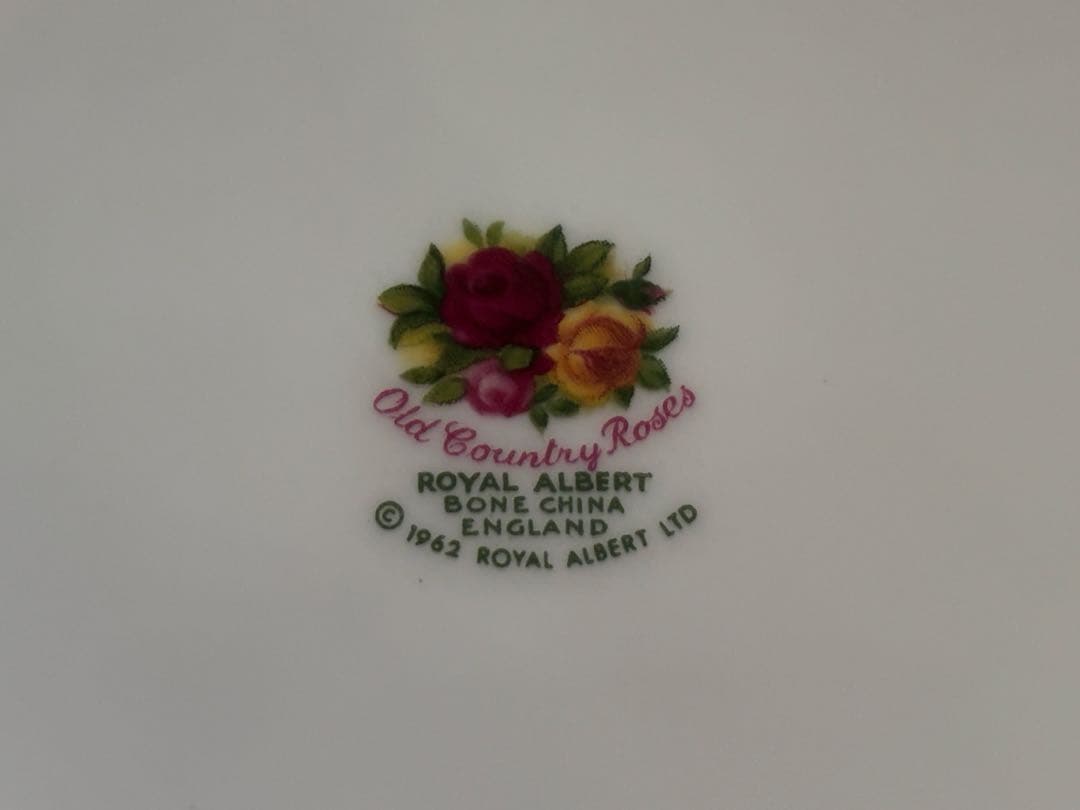 Old Country Roses
ROYAL ALBERT
BONE CHINA
ENGLAND
© 1962 ROYAL ALBERT LTD